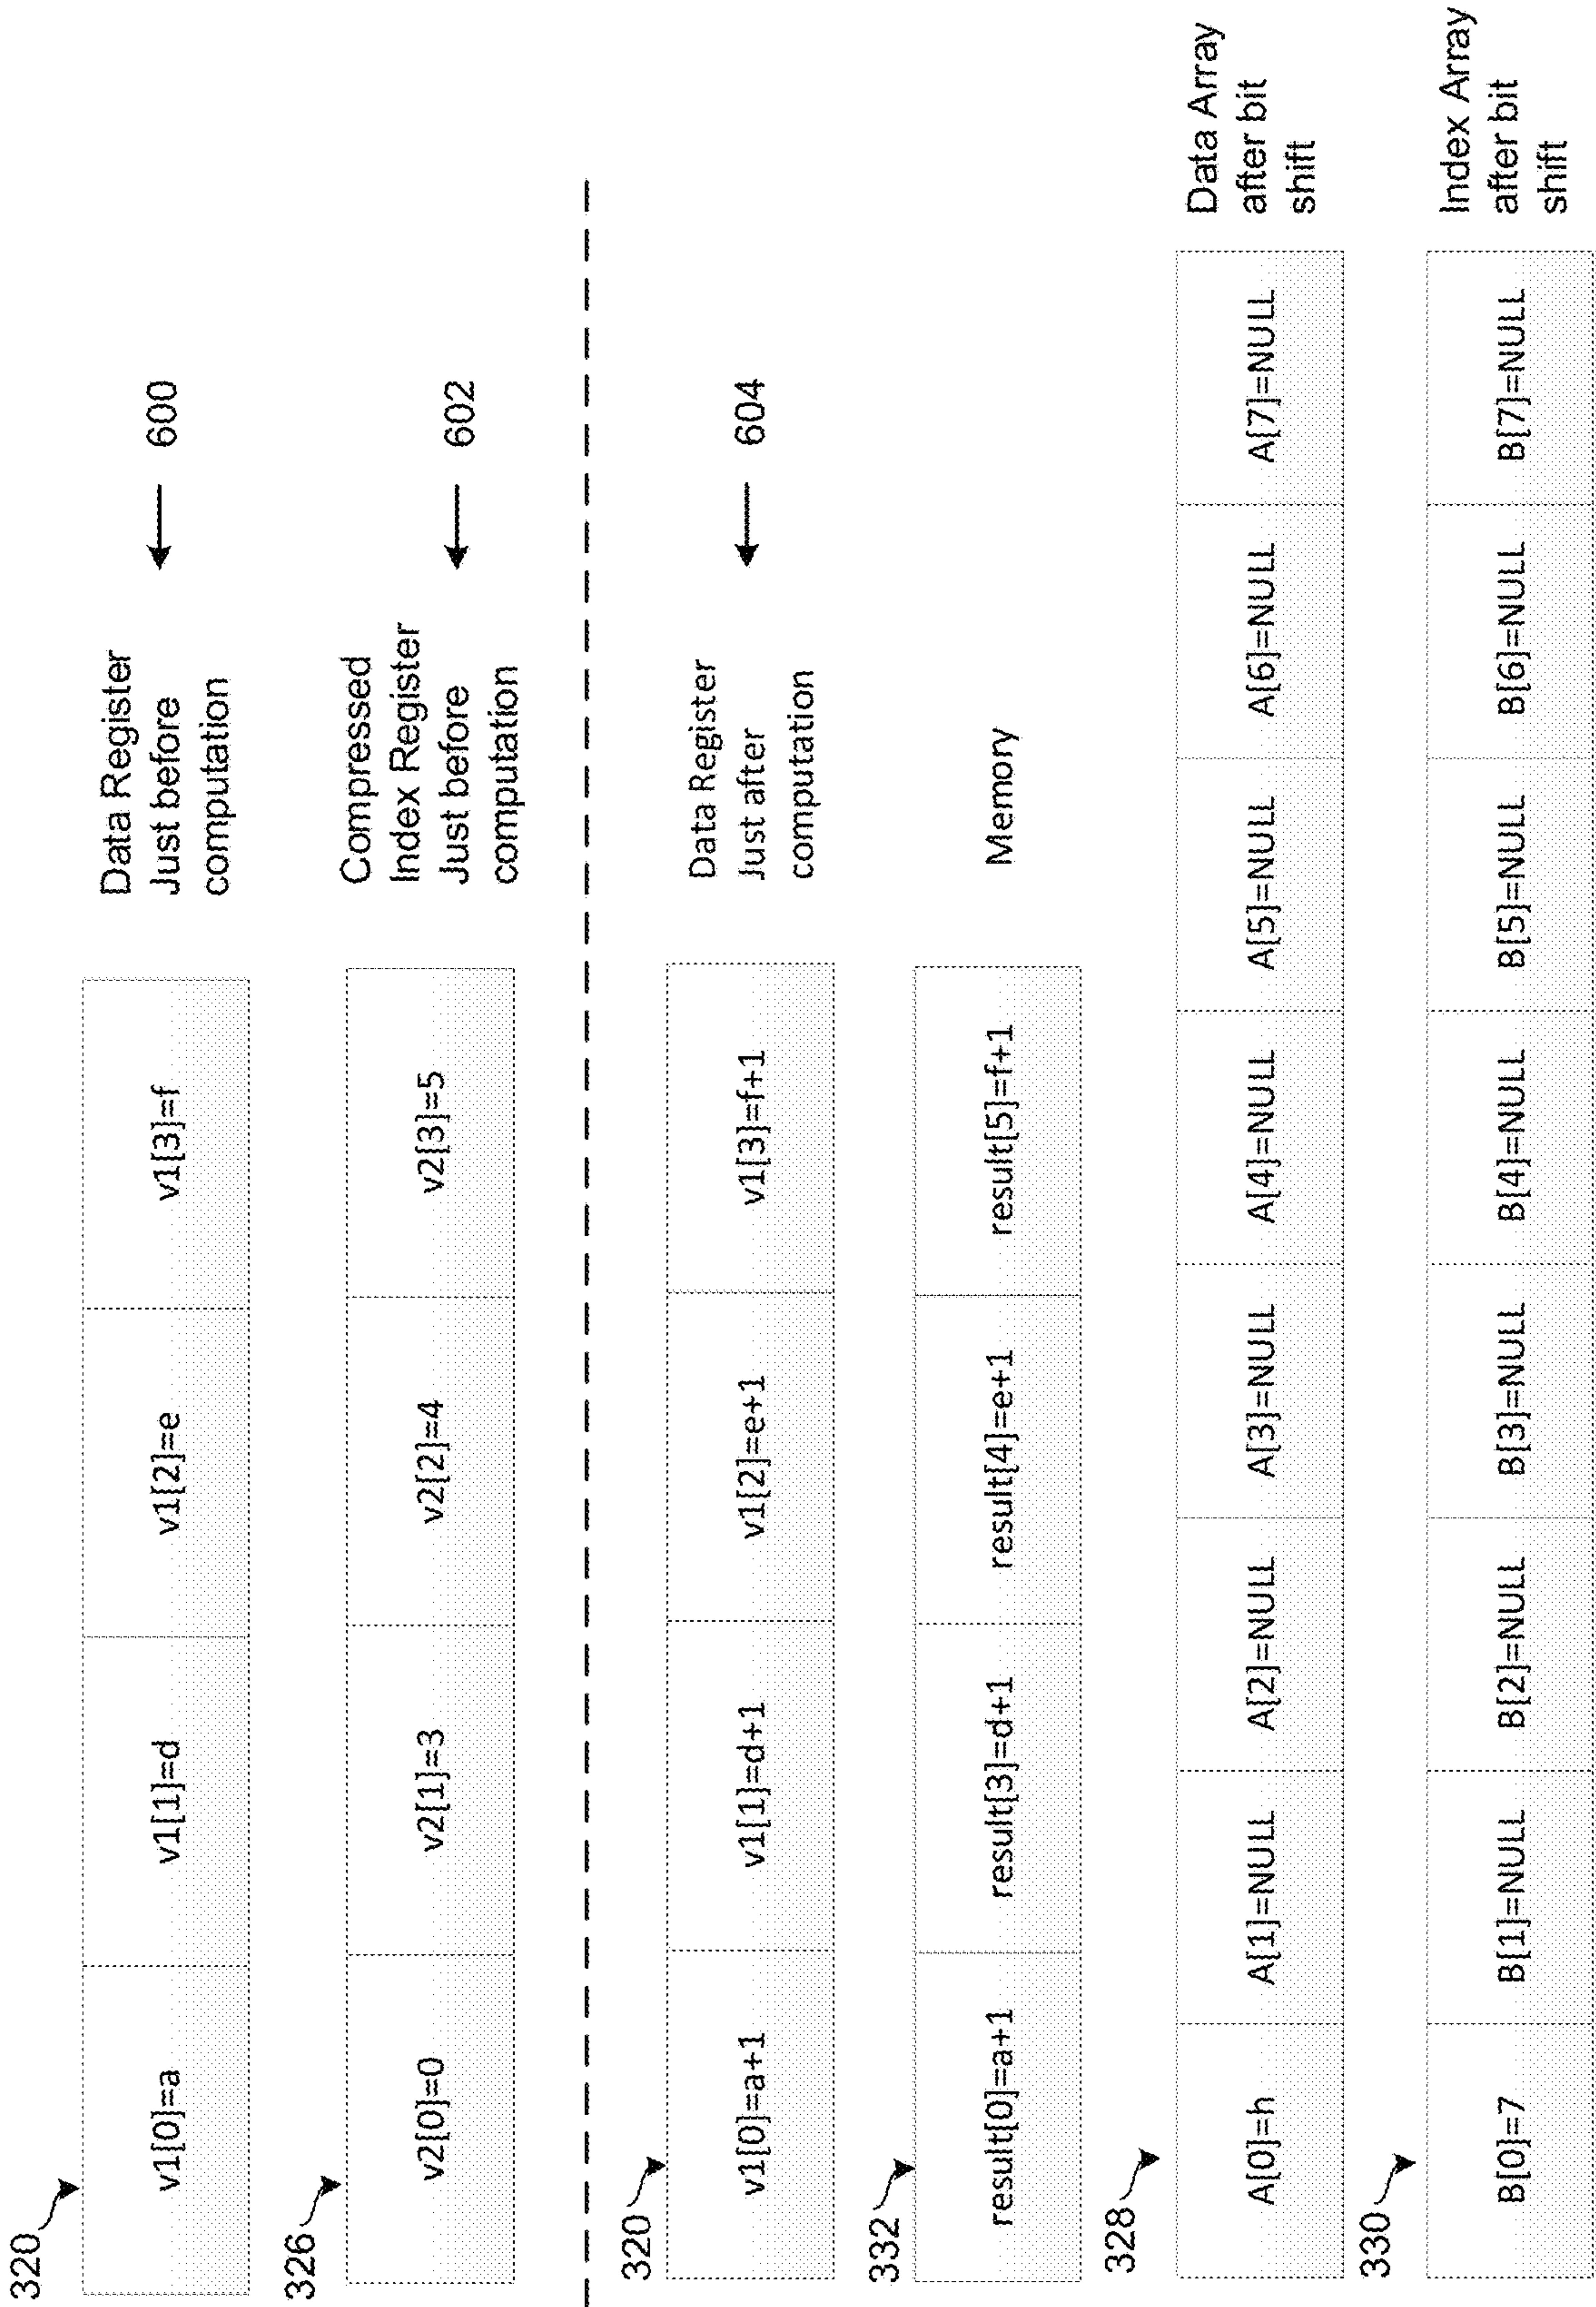 320
v1[0]=a
v1[1]=d
v1[2]=e
v1[3]=f
Data Register
Just before
computation
600
326
v2[0]=0
v2[1]=3
v2[2]=4
v2[3]=5
Compressed
Index Register
Just before
computation
602
320
v1[0]=a+1
v1[1]=d+1
v1[2]=e+1
v1[3]=f+1
Data Register
Just after
computation
604
332
result[0]=a+1
result[3]=d+1
result[4]=e+1
result[5]=f+1
Memory
328
A[0]=h
A[1]=NULL
A[2]=NULL
A[3]=NULL
A[4]=NULL
A[5]=NULL
A[6]=NULL
A[7]=NULL
Data Array
after bit
shift
330
B[0]=7
B[1]=NULL
B[2]=NULL
B[3]=NULL
B[4]=NULL
B[5]=NULL
B[6]=NULL
B[7]=NULL
Index Array
after bit
shift